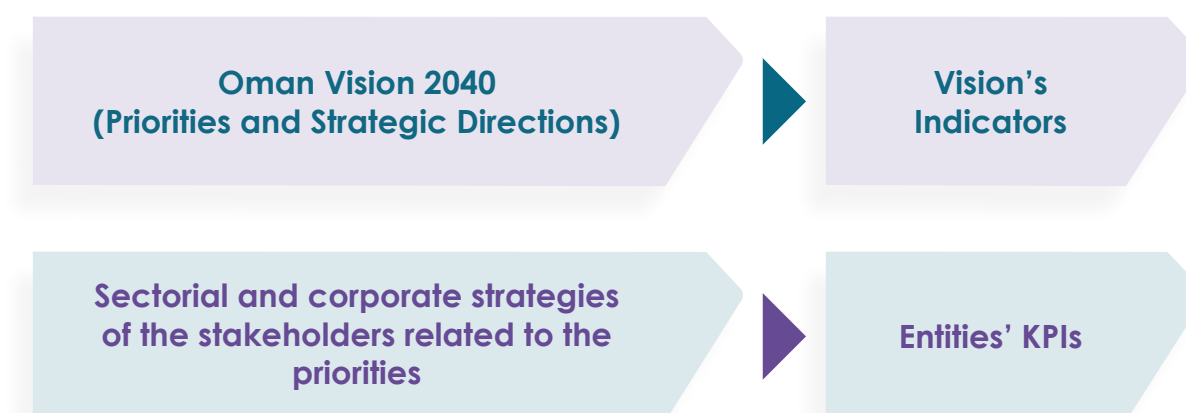 Oman Vision 2040
(Priorities and Strategic Directions)
Vision's
Indicators
Sectorial and corporate strategies
of the stakeholders related to the
priorities
Entities' KPIs